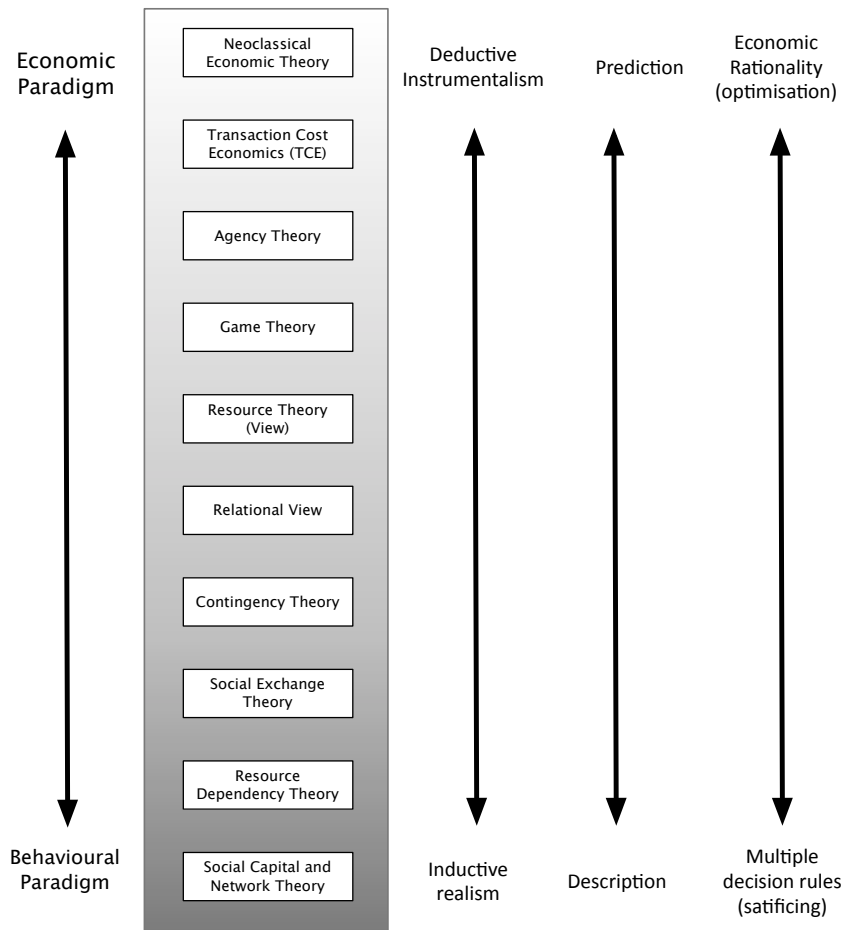 Economic
Paradigm
Neoclassical
Economic Theory
Deductive
Instrumentalism
Prediction
Economic
Rationality
(optimisation)
Transaction Cost
Economics (TCE)
Agency Theory
Game Theory
Resource Theory
(View)
Relational View
Contingency Theory
Social Exchange
Theory
Resource
Dependency Theory
Behavioural
Paradigm
Social Capital and
Network Theory
Inductive
realism
Description
Multiple
decision rules
(satificing)